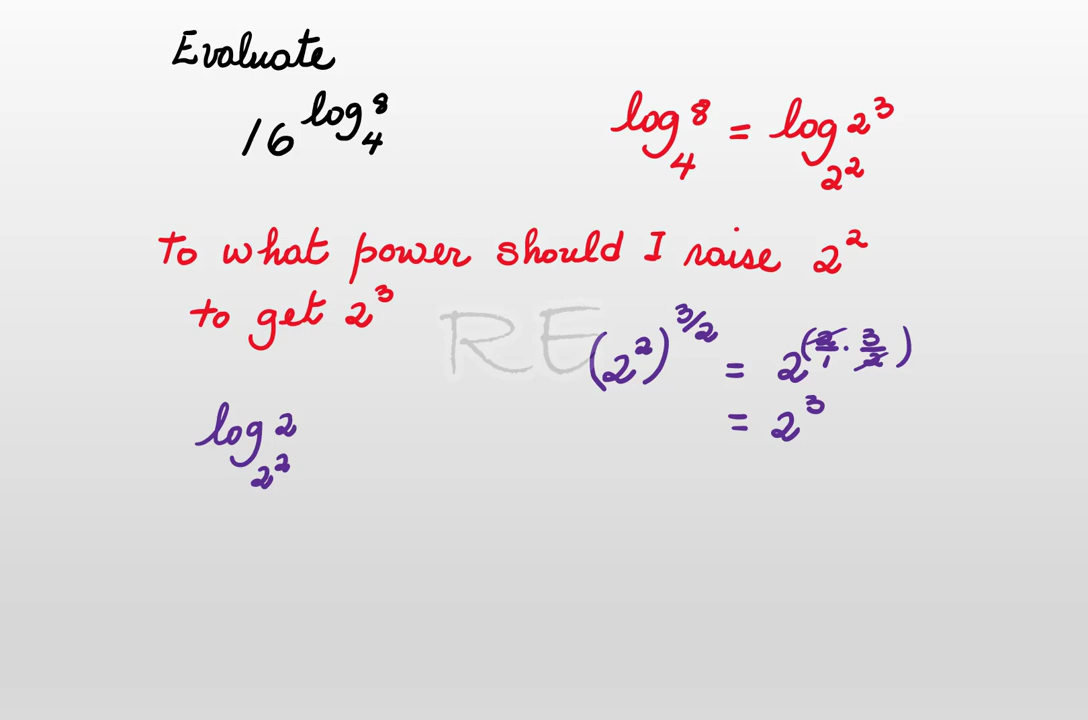 Evaluate
16^{log_4 8}
log_4 8 = log_{2^2} 2^3
To what power should I raise 2^2
to get 2^3
RE
(2^2)^{3/2} = 2^{(2/1 · 3/2)}
= 2^3
log_{2^2} 2